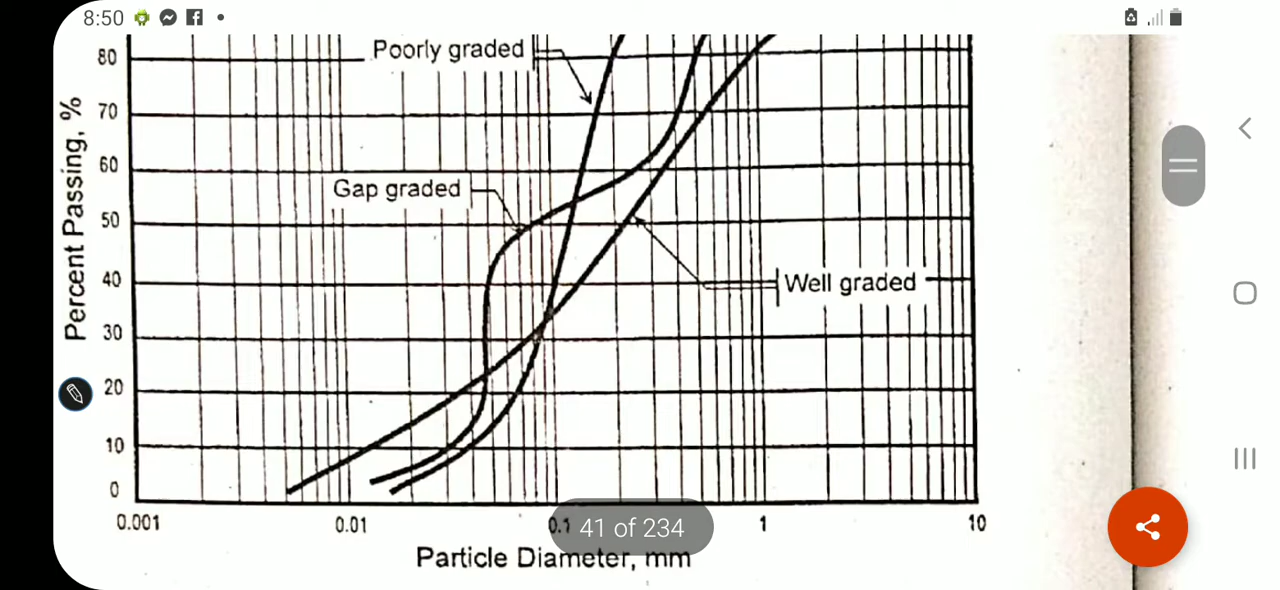 8:50
80
Poorly graded
70
Gap graded
60
50
Well graded
40
30
20
10
0
Percent Passing, %
0.001 0.01 0.1 1 10
41 of 234
Particle Diameter, mm